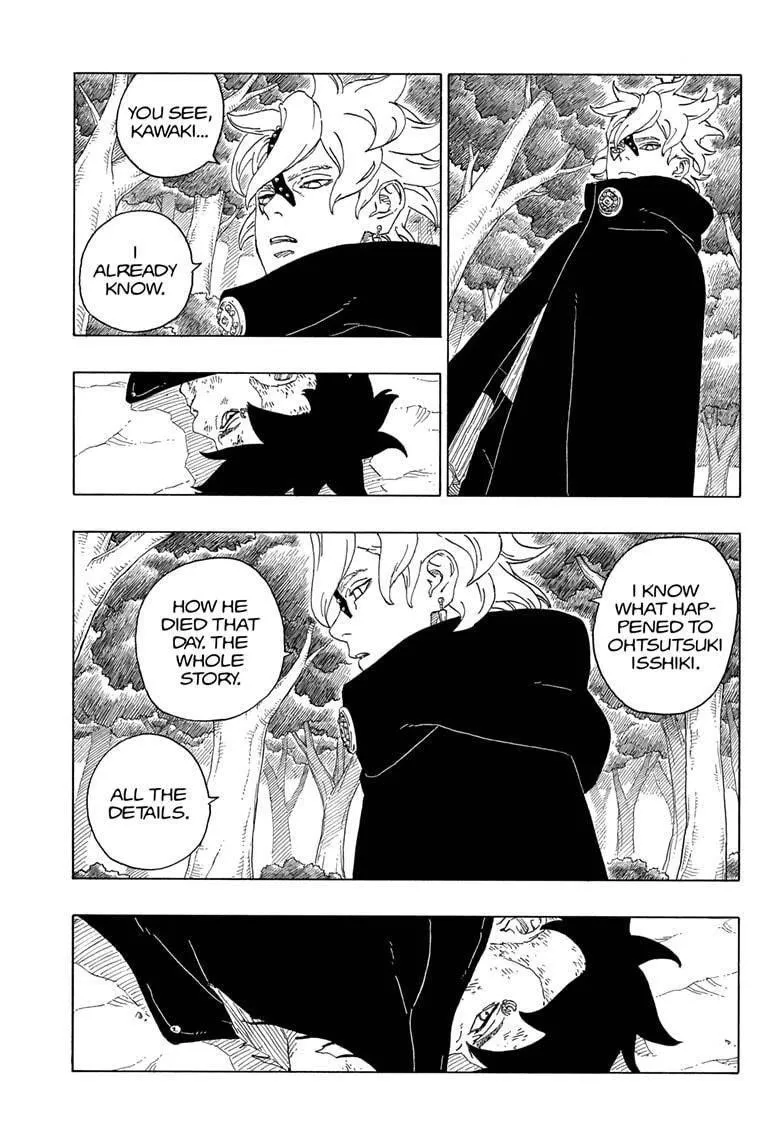 YOU SEE,
KAWAKI...
I
ALREADY
KNOW.
I KNOW
WHAT HAP-
PENED TO
OHTSUTSUKI
ISSHIKI.
HOW HE
DIED THAT
DAY. THE
WHOLE
STORY.
ALL THE
DETAILS.